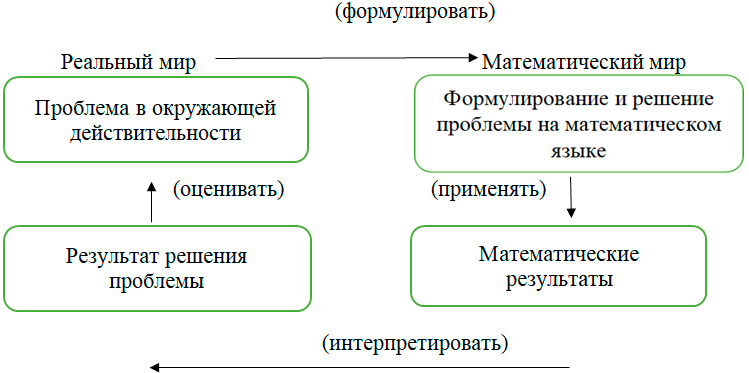 (формулировать)
Реальный мир
Математический мир
Проблема в окружающей
действительности
Формулирование и решение
проблемы на математическом
языке
(оценивать)
(применять)
Результат решения
проблемы
Математические
результаты
(интерпретировать)